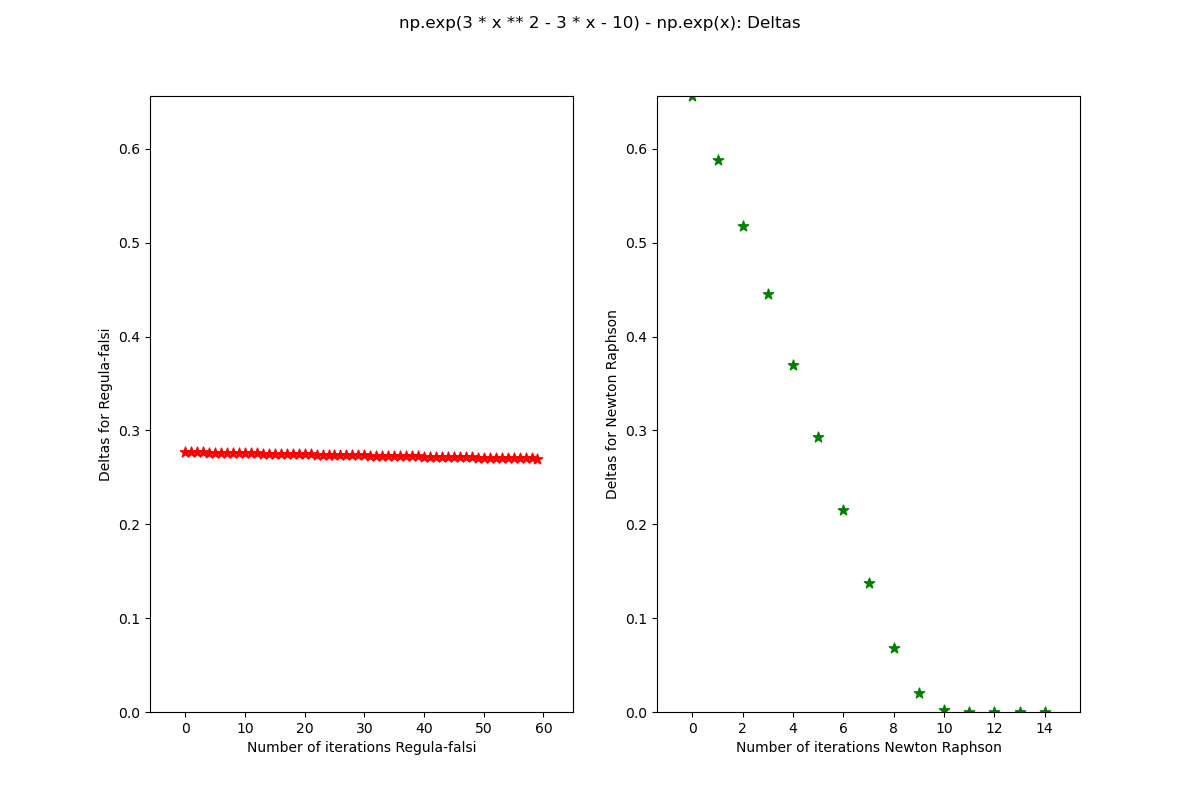 np.exp(3 * x ** 2 - 3 * x - 10) - np.exp(x): Deltas
Deltas for Regula-falsi
0.6
0.5
0.4
0.3
0.2
0.1
0.0
0 10 20 30 40 50 60
Number of iterations Regula-falsi
Deltas for Newton Raphson
0.6
0.5
0.4
0.3
0.2
0.1
0.0
0 2 4 6 8 10 12 14
Number of iterations Newton Raphson